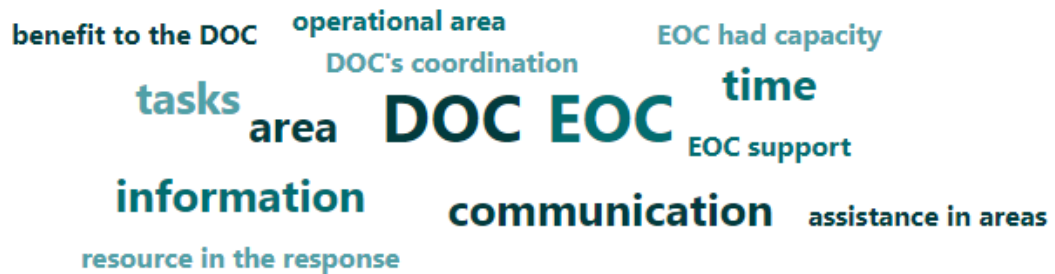 benefit to the DOC
operational area
EOC had capacity
DOC's coordination
tasks
area
DOC
EOC
time
EOC support
information
communication
assistance in areas
resource in the response